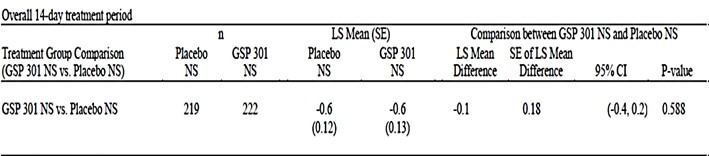 Overall 14-day treatment period
n LS Mean (SE) Comparison between GSP 301 NS and Placebo NS
Treatment Group Comparison Placebo GSP 301 Placebo GSP 301 LS Mean SE of LS Mean
(GSP 301 NS vs. Placebo NS) NS NS NS NS Difference Difference 95% CI P-value
GSP 301 NS vs. Placebo NS 219 222 -0.6 -0.6 -0.1 0.18 (-0.4, 0.2) 0.588
(0.12) (0.13)